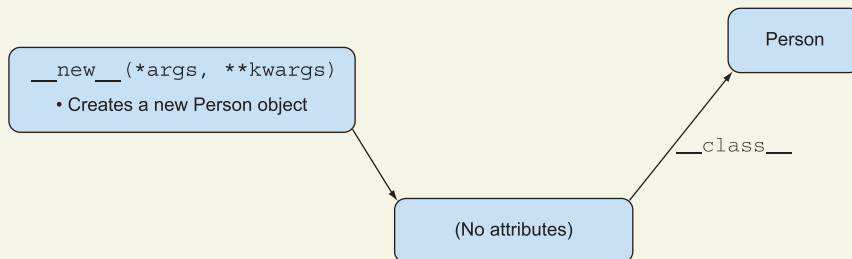 __new__(*args, **kwargs)
• Creates a new Person object
Person
__class__
(No attributes)